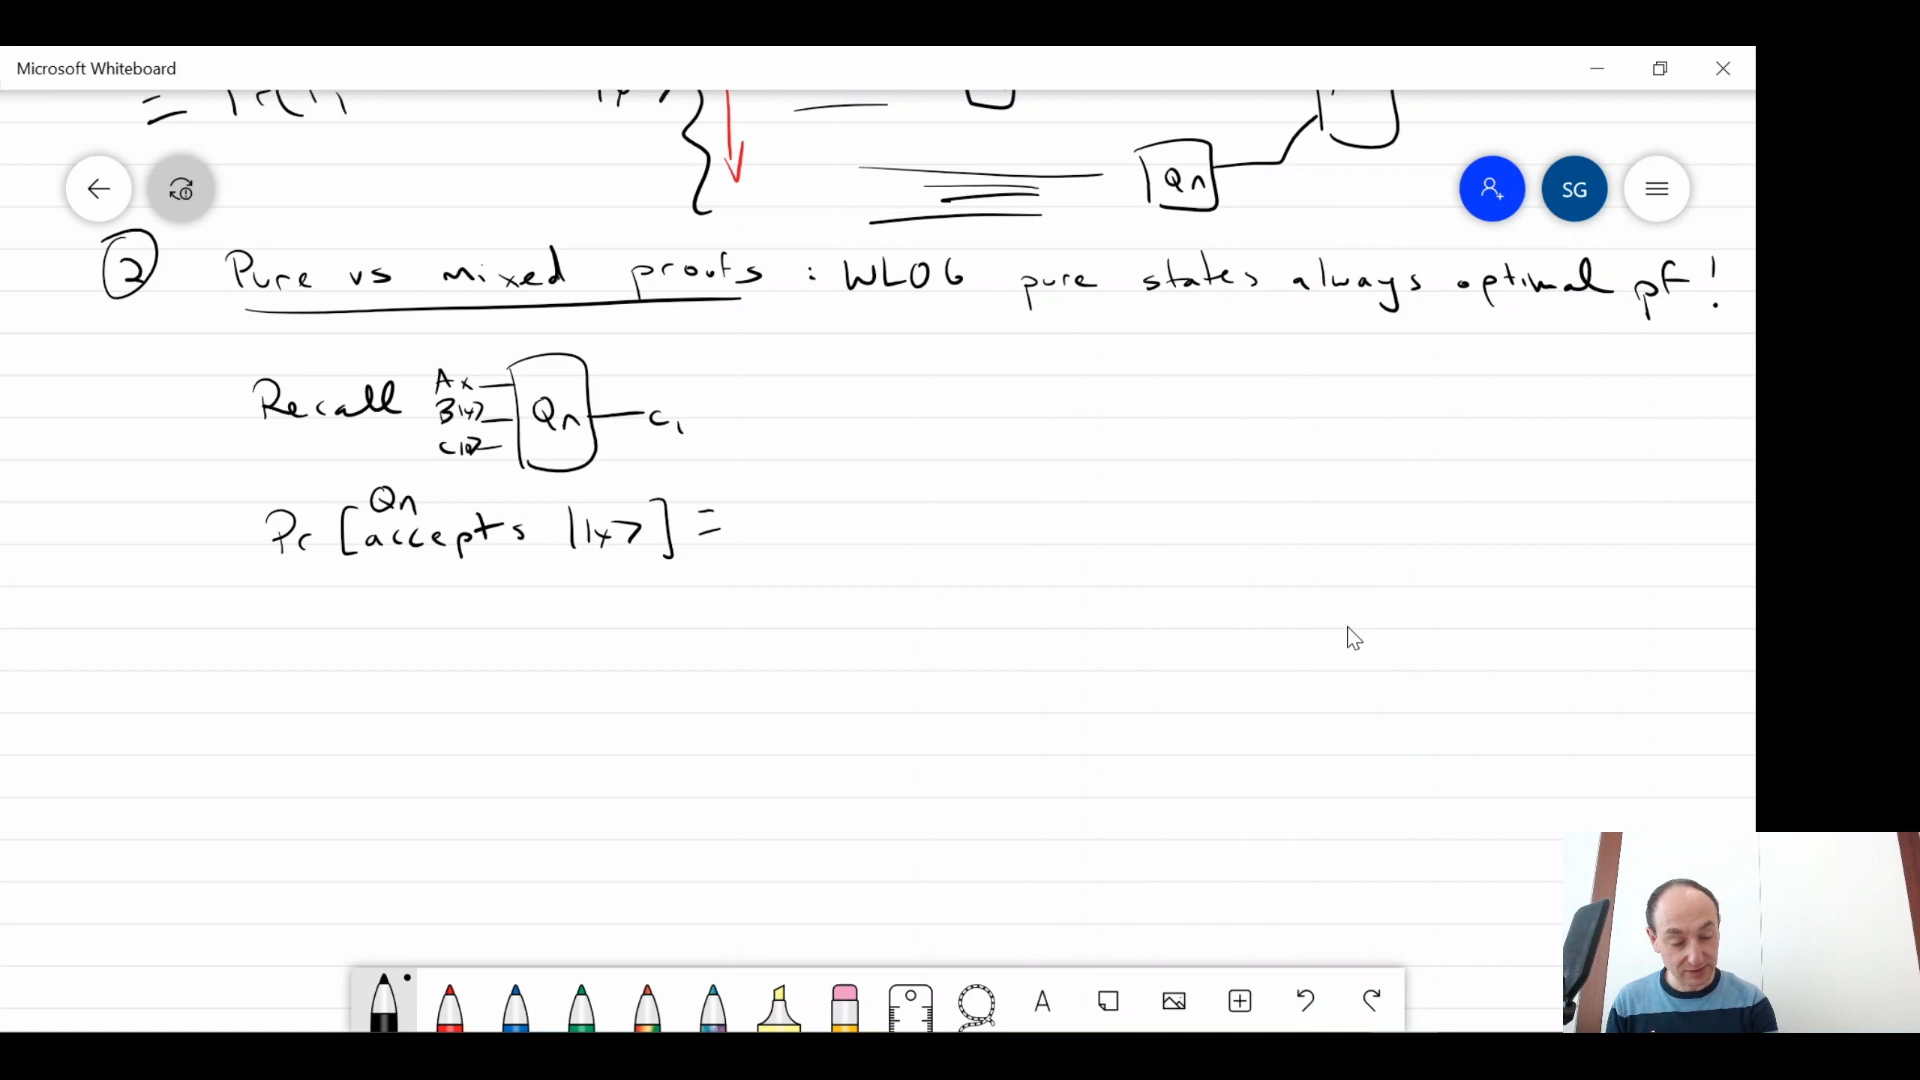 Microsoft Whiteboard
Qn
SG
② Pure vs mixed proofs : WLOG pure states always optimal pf !
Recall A x
B |ψ>
C |0>
Qn
C₁
Pr [Qn accepts |ψ>] =